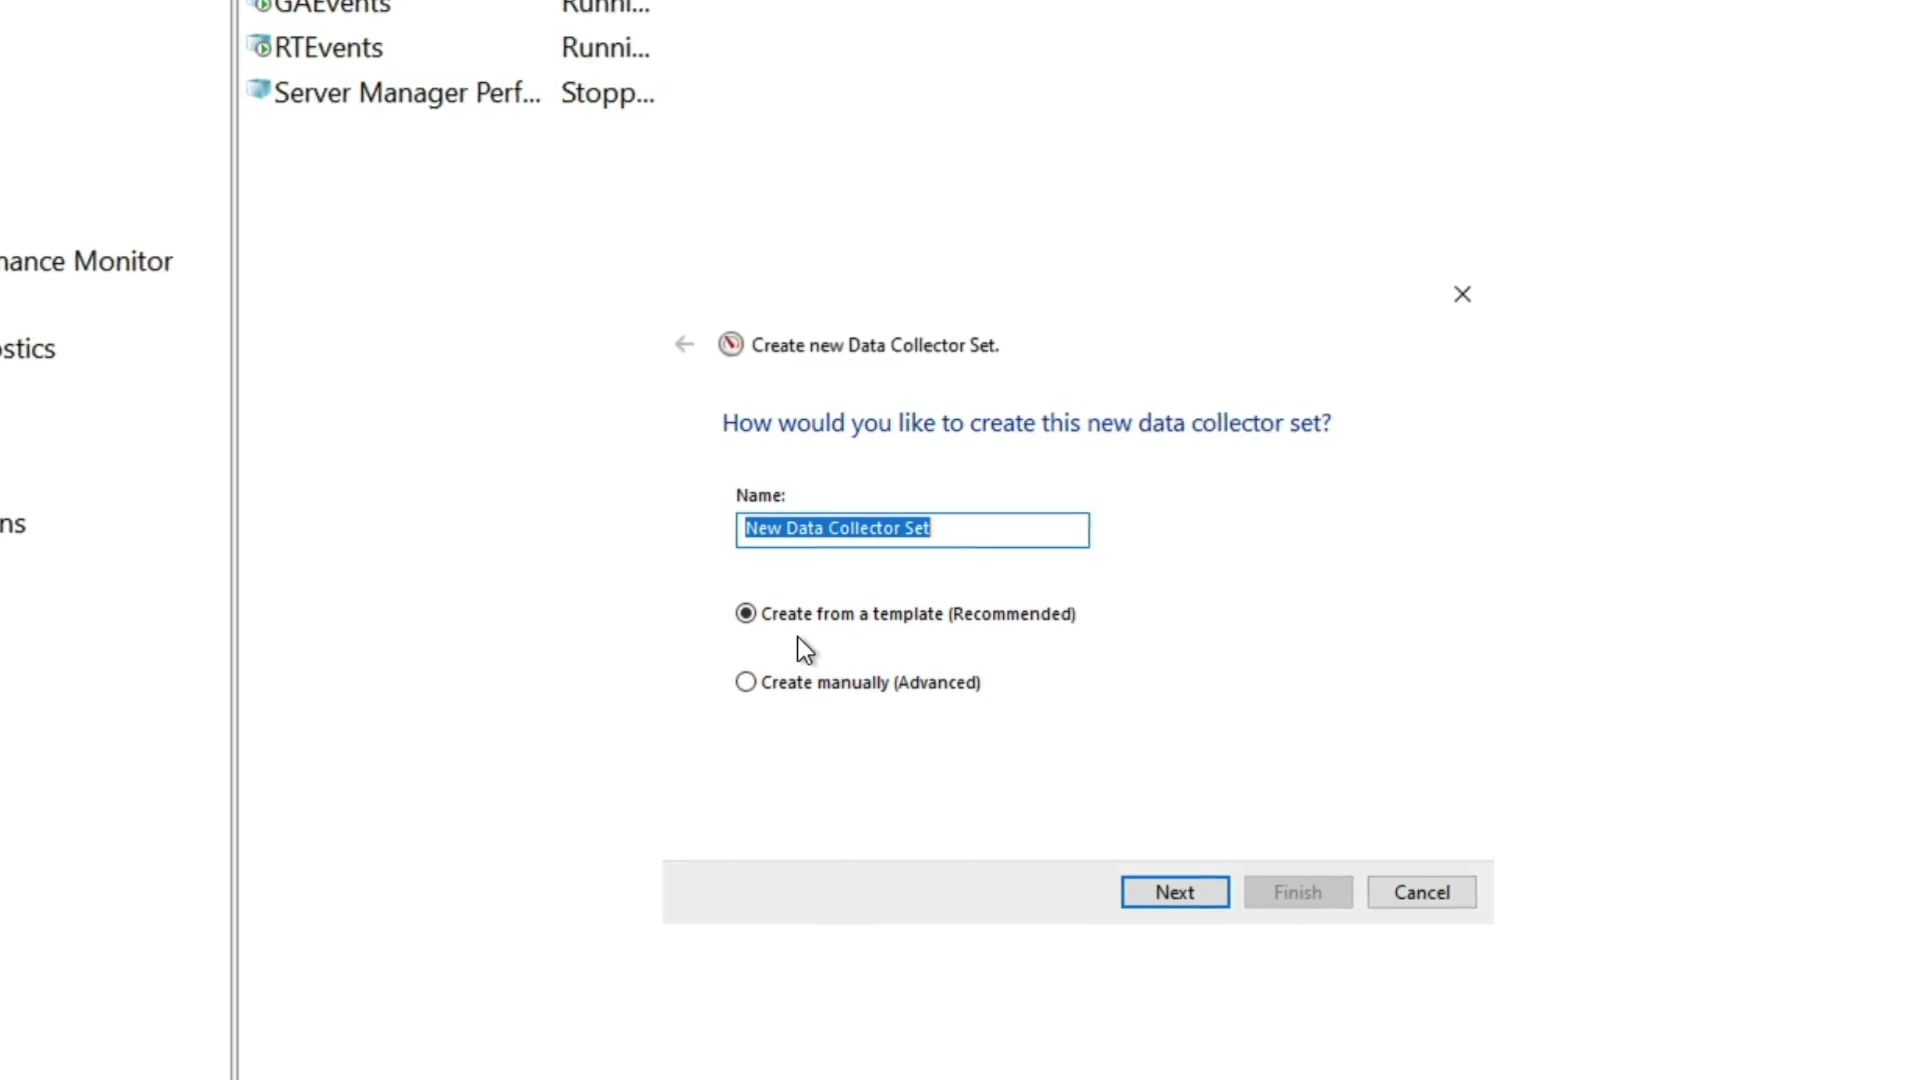 GAEvents Runni...
RTEvents Runni...
Server Manager Perf... Stopp...
nance Monitor
ostics
ns
Create new Data Collector Set.
How would you like to create this new data collector set?
Name:
New Data Collector Set
Create from a template (Recommended)
Create manually (Advanced)
Next Finish Cancel